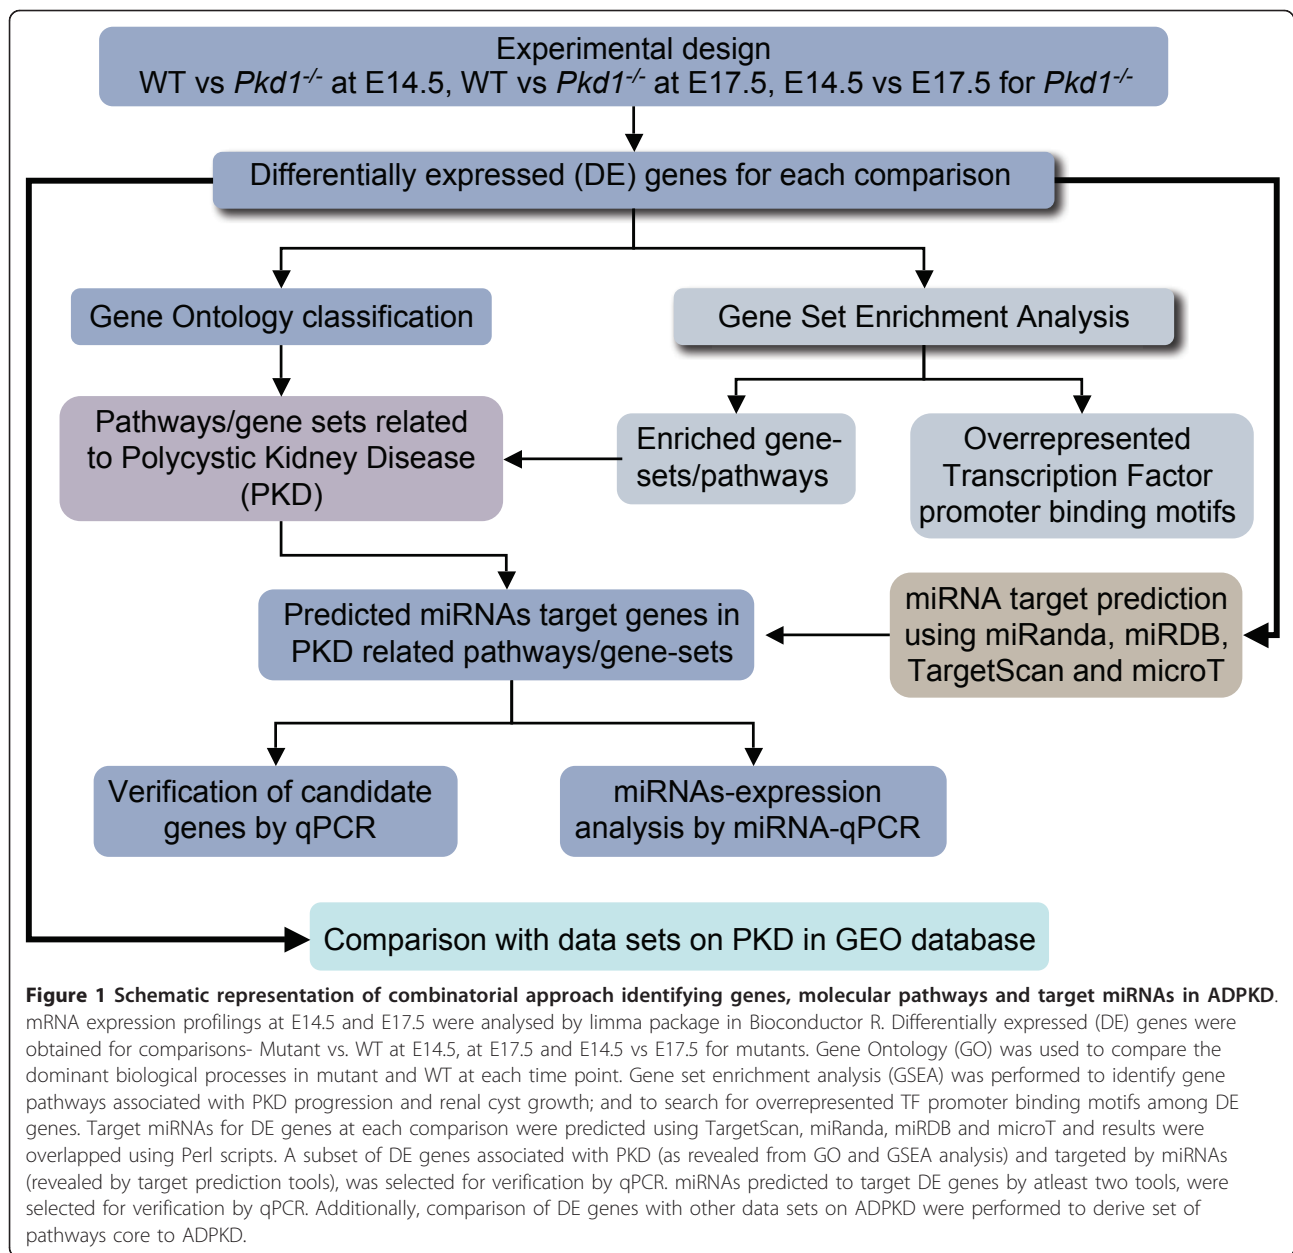 Experimental design
WT vs Pkd1-/- at E14.5, WT vs Pkd1-/- at E17.5, E14.5 vs E17.5 for Pkd1-/-
Differentially expressed (DE) genes for each comparison
Gene Ontology classification
Gene Set Enrichment Analysis
Pathways/gene sets related
to Polycystic Kidney Disease
(PKD)
Enriched gene-
sets/pathways
Overrepresented
Transcription Factor
promoter binding motifs
Predicted miRNAs target genes in
PKD related pathways/gene-sets
miRNA target prediction
using miRanda, miRDB,
TargetScan and microT
Verification of candidate
genes by qPCR
miRNAs-expression
analysis by miRNA-qPCR
Comparison with data sets on PKD in GEO database
Figure 1 Schematic representation of combinatorial approach identifying genes, molecular pathways and target miRNAs in ADPKD.
mRNA expression profilings at E14.5 and E17.5 were analysed by limma package in Bioconductor R. Differentially expressed (DE) genes were
obtained for comparisons- Mutant vs. WT at E14.5, at E17.5 and E14.5 vs E17.5 for mutants. Gene Ontology (GO) was used to compare the
dominant biological processes in mutant and WT at each time point. Gene set enrichment analysis (GSEA) was performed to identify gene
pathways associated with PKD progression and renal cyst growth; and to search for overrepresented TF promoter binding motifs among DE
genes. Target miRNAs for DE genes at each comparison were predicted using TargetScan, miRanda, miRDB and microT and results were
overlapped using Perl scripts. A subset of DE genes associated with PKD (as revealed from GO and GSEA analysis) and targeted by miRNAs
(revealed by target prediction tools), was selected for verification by qPCR. miRNAs predicted to target DE genes by atleast two tools, were
selected for verification by qPCR. Additionally, comparison of DE genes with other data sets on ADPKD were performed to derive set of
pathways core to ADPKD.